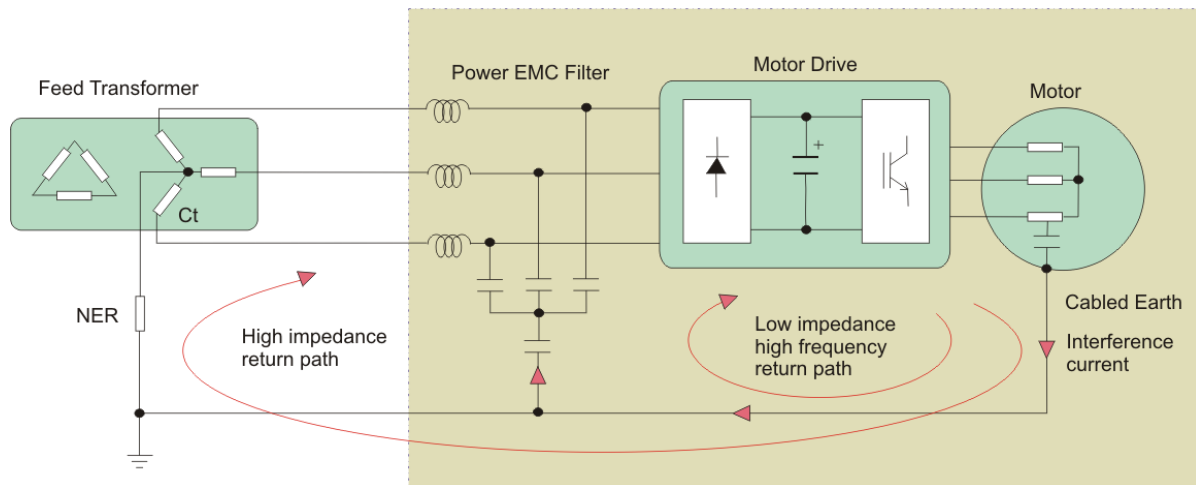 Feed Transformer
Power EMC Filter
Motor Drive
Motor
+
Ct
NER
High impedance
return path
Low impedance
high frequency
return path
Cabled Earth
Interference
current